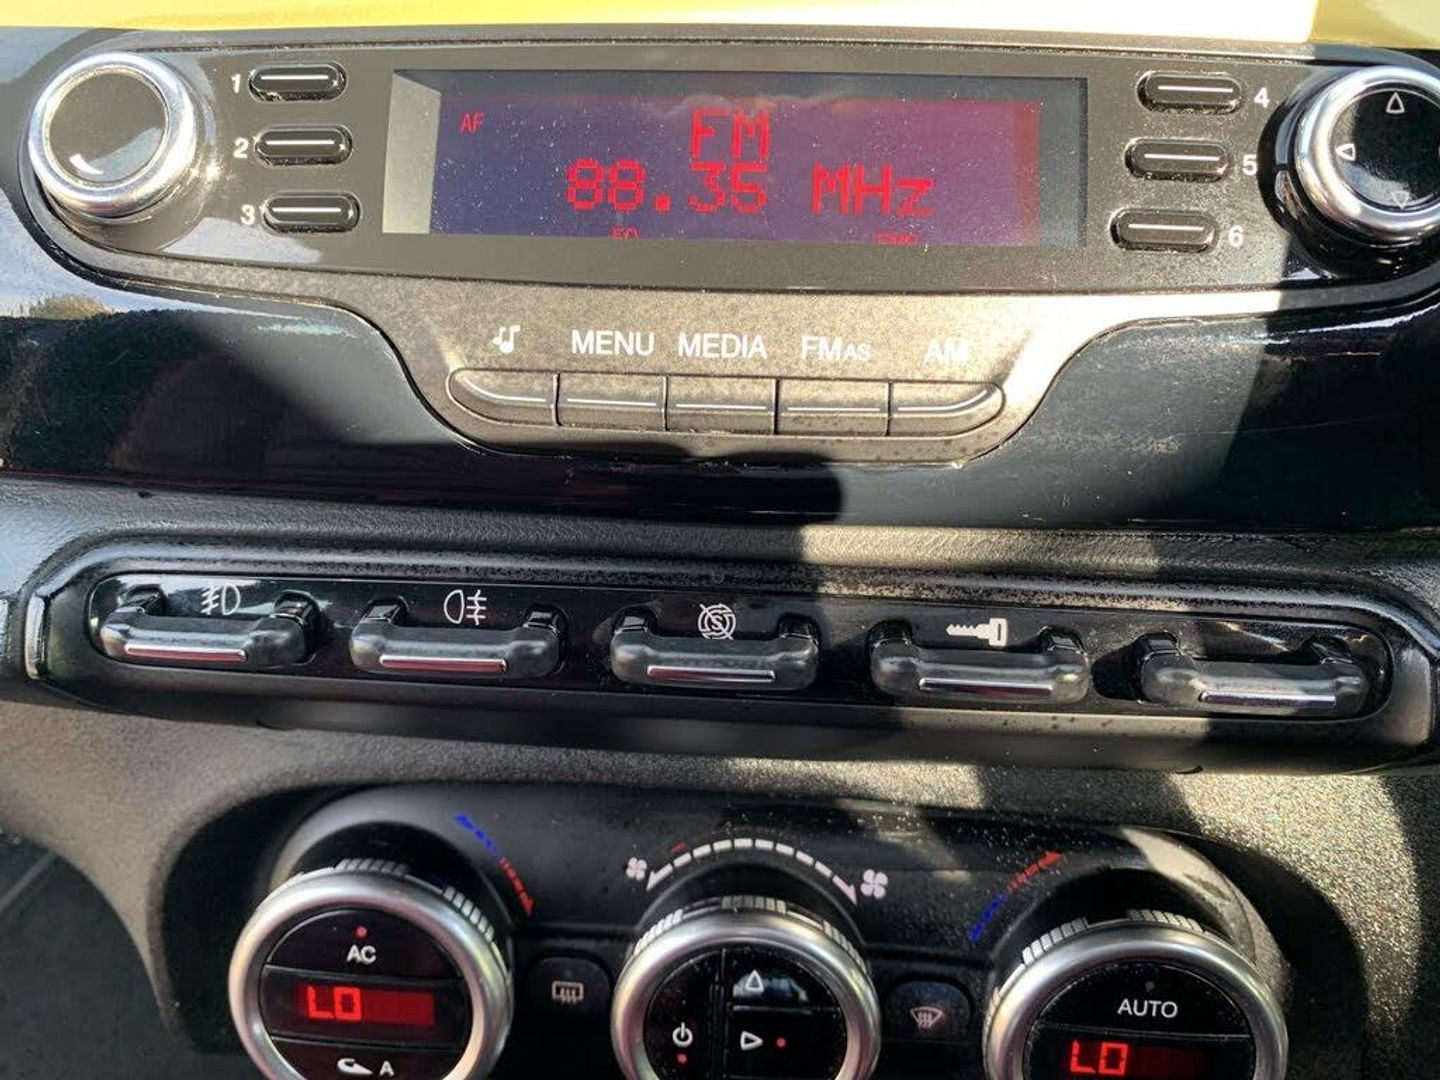 1
2
3
AF
FM
88.35 MHz
EQ
4
5
6
MENU MEDIA FMAS AM
AC
LO
A
AUTO
LO